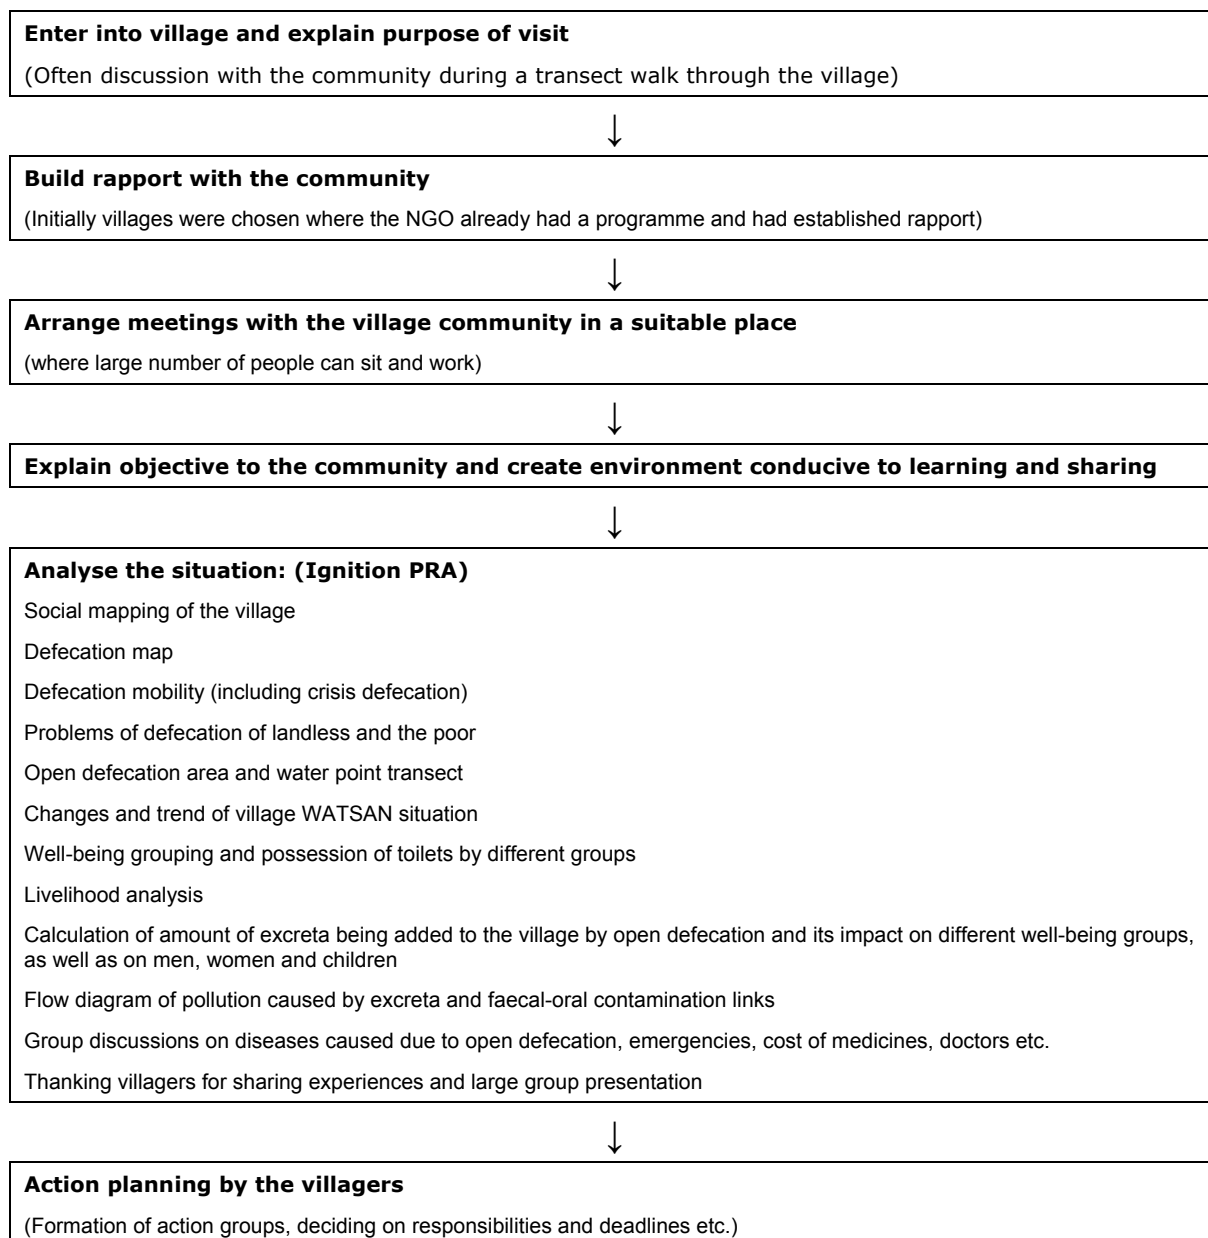 Enter into village and explain purpose of visit
(Often discussion with the community during a transect walk through the village)
↓
Build rapport with the community
(Initially villages were chosen where the NGO already had a programme and had established rapport)
↓
Arrange meetings with the village community in a suitable place
(where large number of people can sit and work)
↓
Explain objective to the community and create environment conducive to learning and sharing
↓
Analyse the situation: (Ignition PRA)
Social mapping of the village
Defecation map
Defecation mobility (including crisis defecation)
Problems of defecation of landless and the poor
Open defecation area and water point transect
Changes and trend of village WATSAN situation
Well-being grouping and possession of toilets by different groups
Livelihood analysis
Calculation of amount of excreta being added to the village by open defecation and its impact on different well-being groups,
as well as on men, women and children
Flow diagram of pollution caused by excreta and faecal-oral contamination links
Group discussions on diseases caused due to open defecation, emergencies, cost of medicines, doctors etc.
Thanking villagers for sharing experiences and large group presentation
↓
Action planning by the villagers
(Formation of action groups, deciding on responsibilities and deadlines etc.)